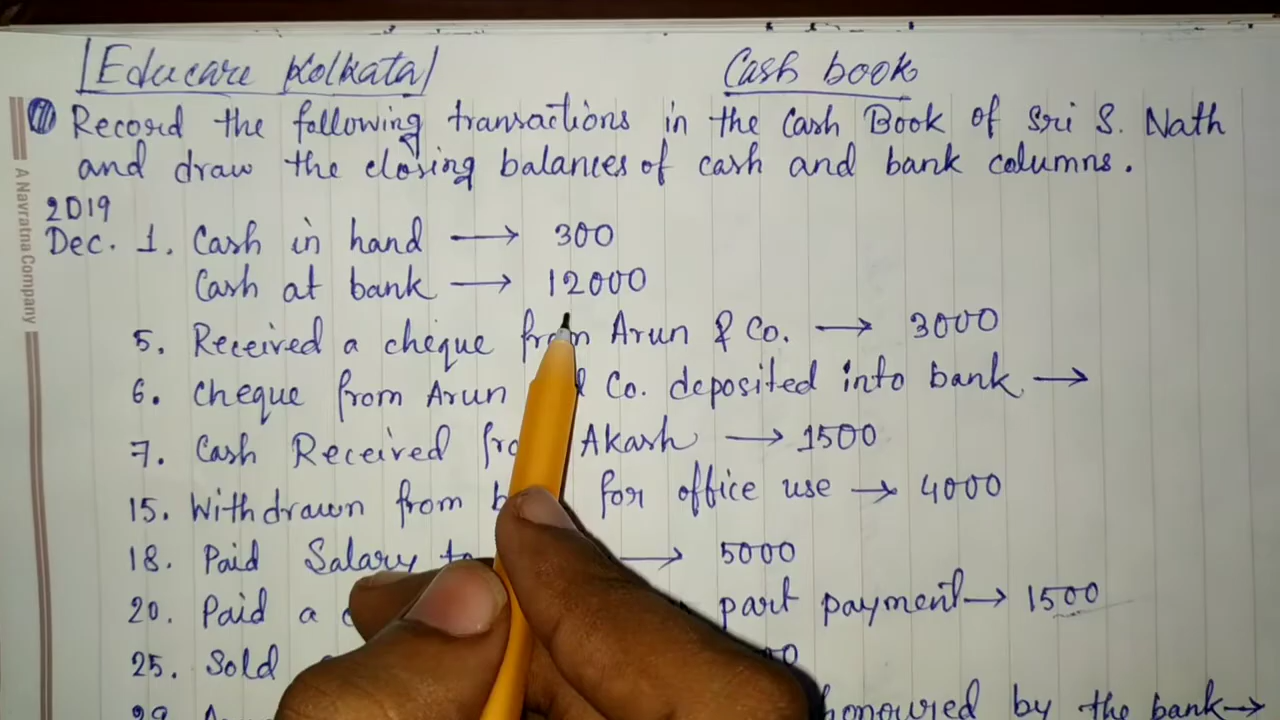 Educare Kolkata
Cash book
Record the following transactions in the Cash Book of Sri S. Nath
and draw the closing balances of cash and bank columns.
2019
Dec. 1. Cash in hand → 300
Cash at bank → 12000
5. Received a cheque from Arun & Co. → 3000
6. Cheque from Arun & Co. deposited into bank →
7. Cash Received Akash → 1500
15. Withdrawn from for office use → 4000
18. Paid Salary to → 5000
20. Paid a part payment → 1500
25. Sold
29. by the bank →
A Navratna Company